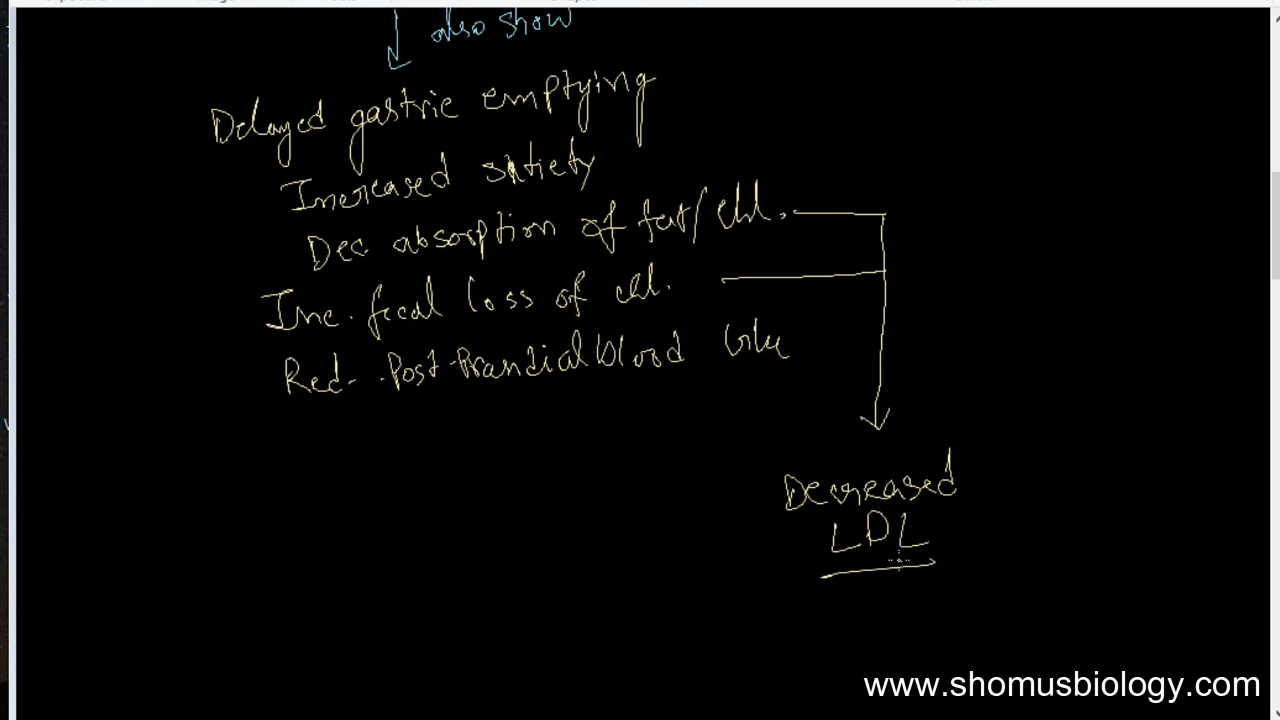 also show
Delayed gastric emptying
Increased satiety
Dec absorption of fat/chl.
Inc. fecal loss of chl.
Red. Post-Prandial blood
Decreased
LDL
www.shomusbiology.com